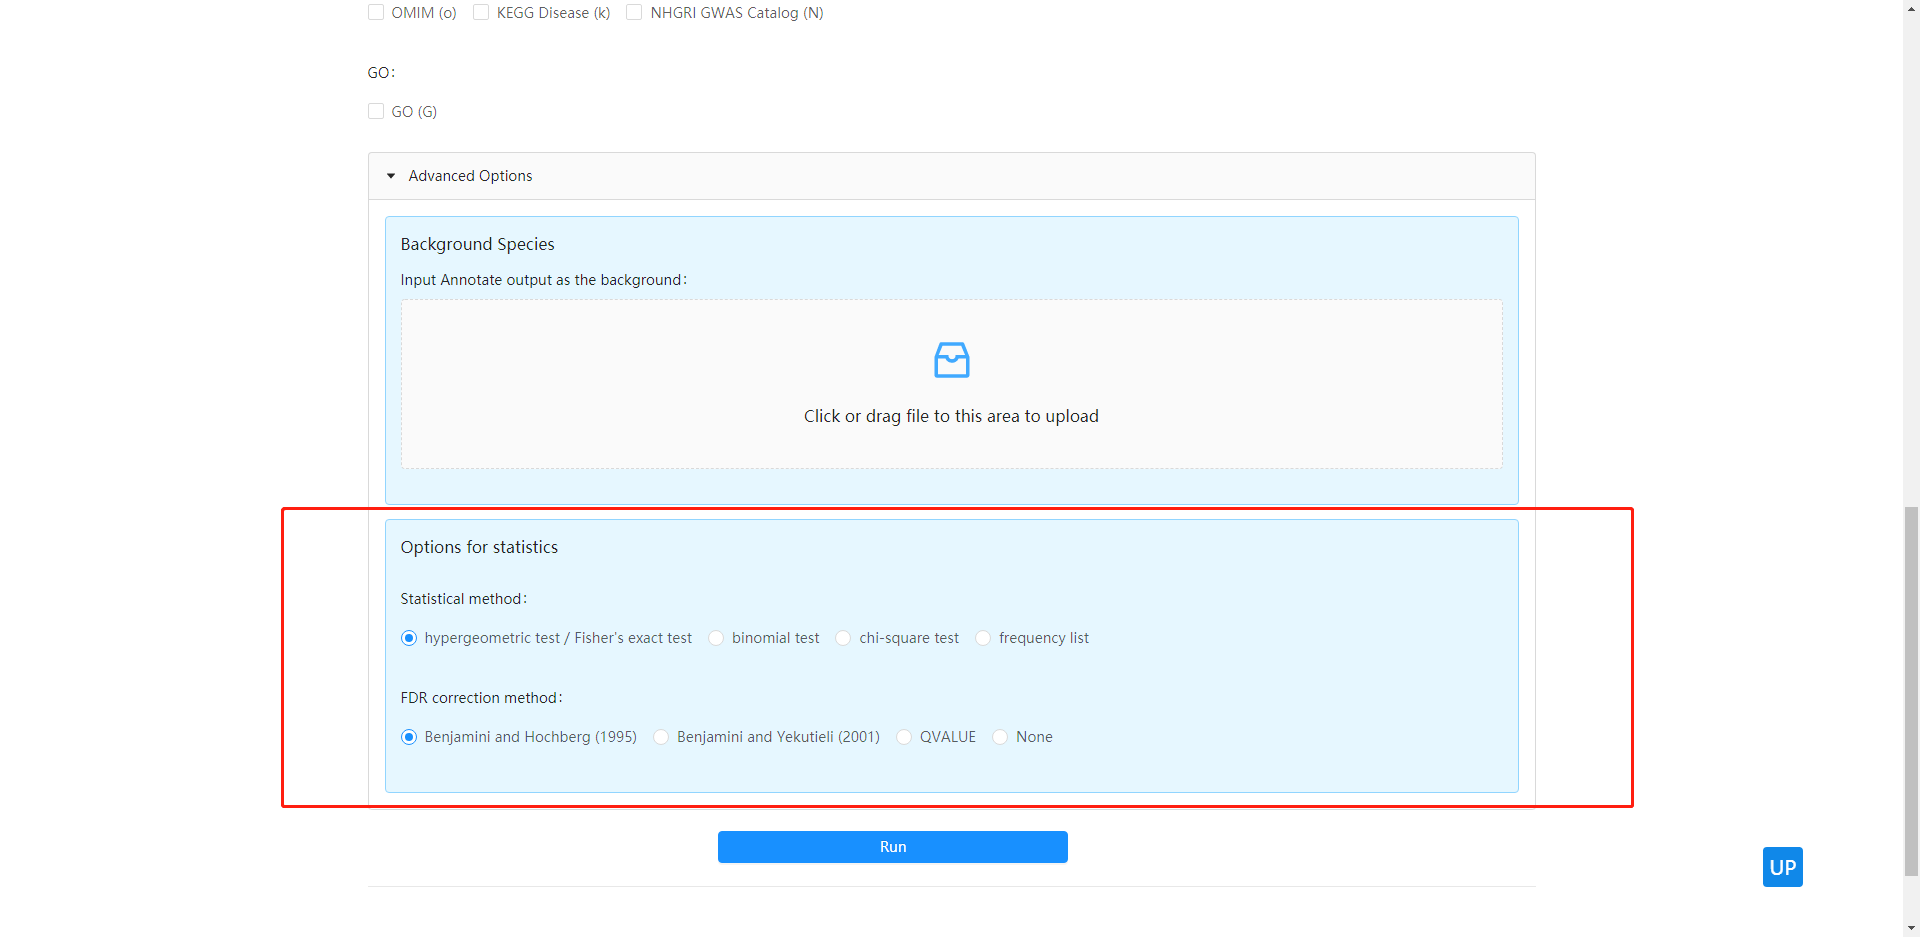 OMIM (o) KEGG Disease (k) NHGRI GWAS Catalog (N)
GO:
GO (G)
Advanced Options
Background Species
Input Annotate output as the background:
Click or drag file to this area to upload
Options for statistics
Statistical method:
hypergeometric test / Fisher's exact test binomial test chi-square test frequency list
FDR correction method:
Benjamini and Hochberg (1995) Benjamini and Yekutieli (2001) QVALUE None
Run
UP